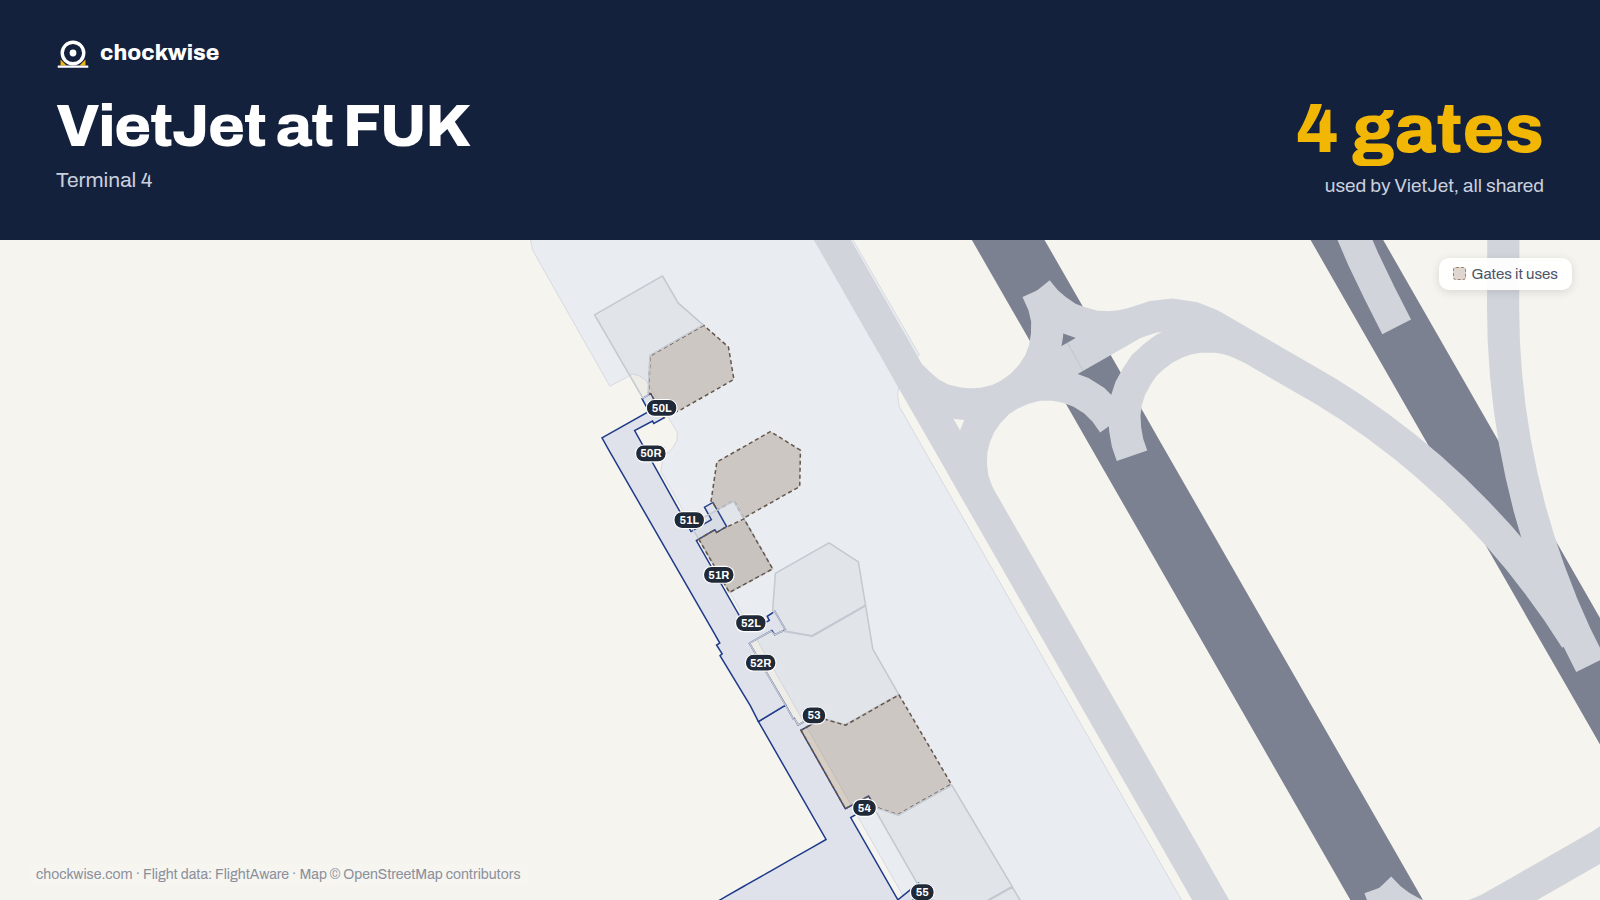 chockwise
VietJet at FUK
Terminal 4
4 gates
used by VietJet, all shared
Gates it uses
50L
50R
51L
51R
52L
52R
53
54
55
chockwise.com · Flight data: FlightAware · Map © OpenStreetMap contributors